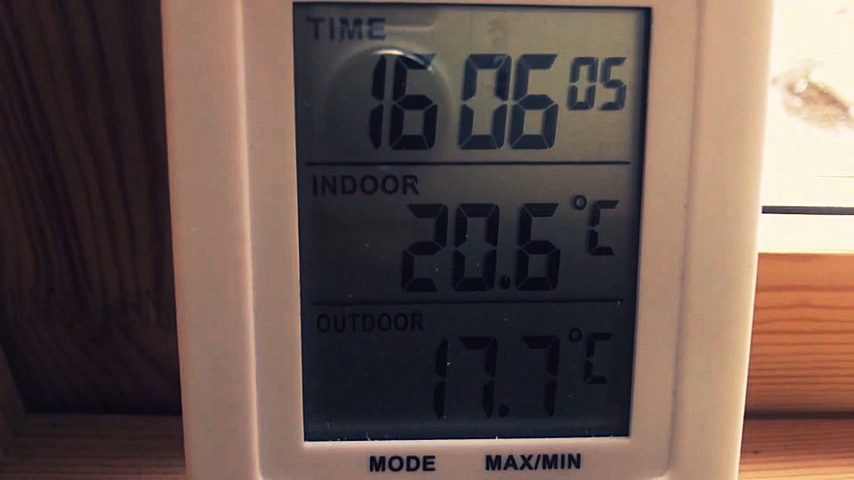 TIME
16 06 05
INDOOR
20.6 °C
OUTDOOR
17.7 °C
MODE MAX/MIN